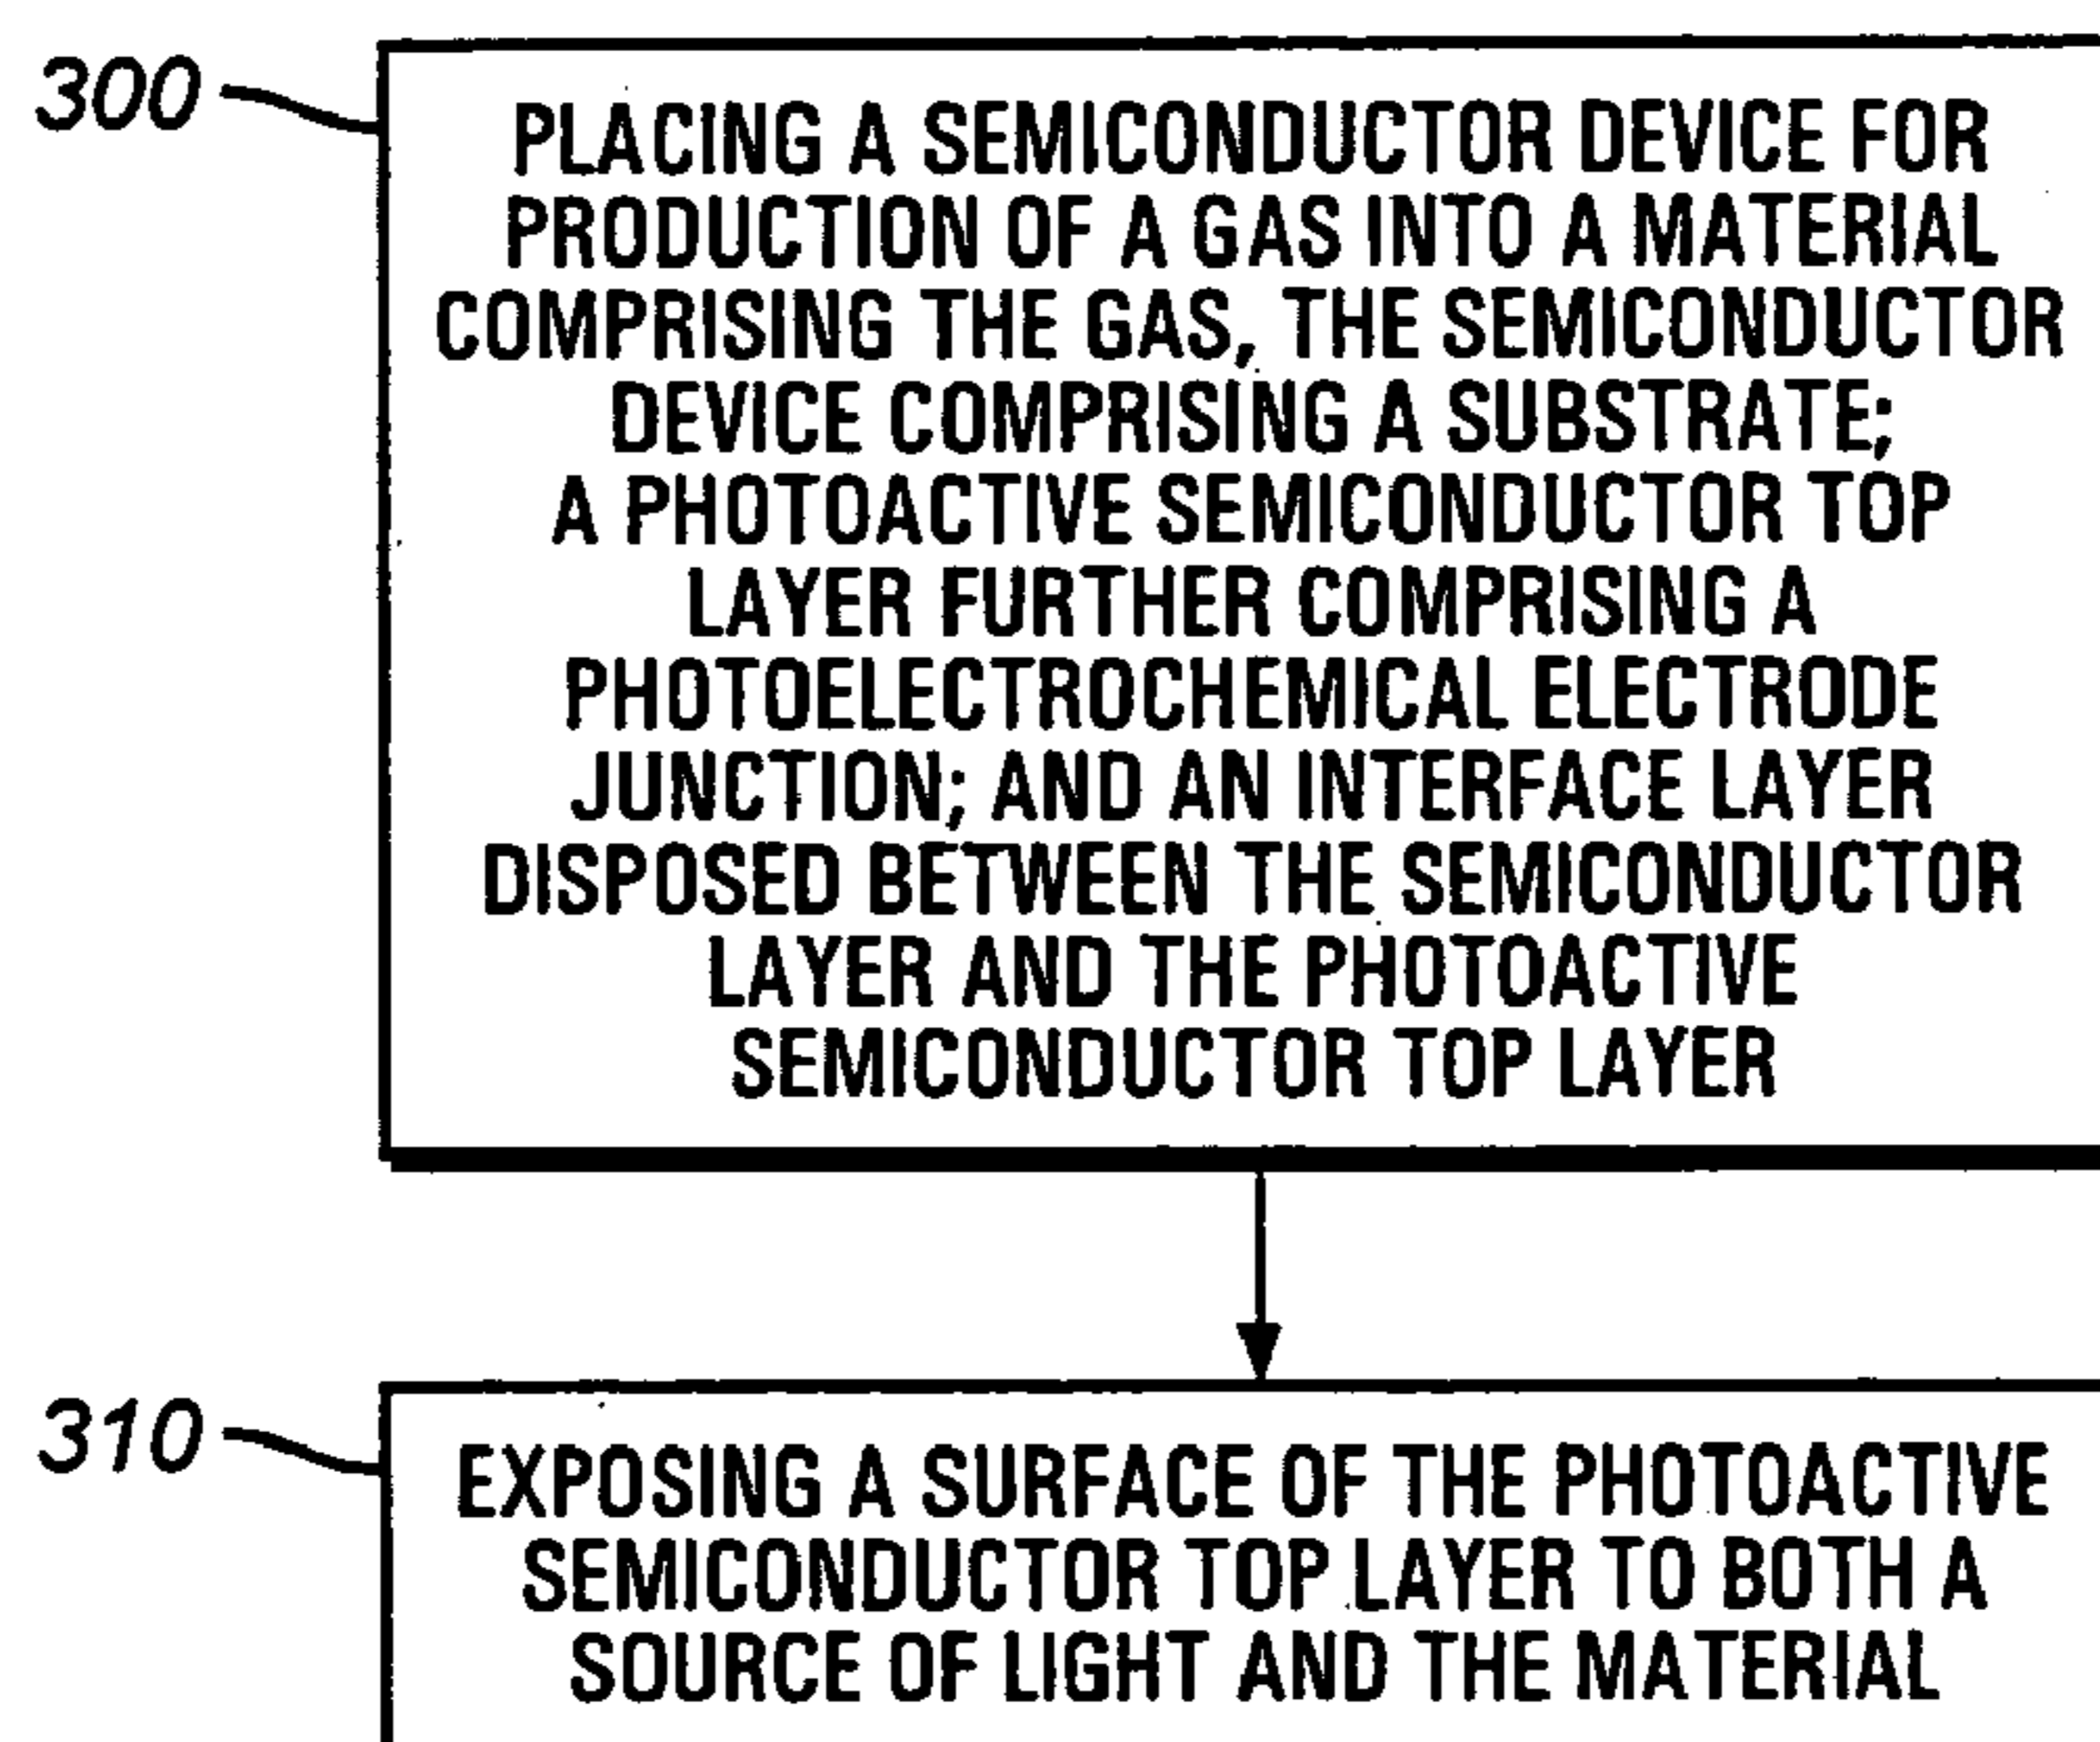 300
PLACING A SEMICONDUCTOR DEVICE FOR
PRODUCTION OF A GAS INTO A MATERIAL
COMPRISING THE GAS, THE SEMICONDUCTOR
DEVICE COMPRISING A SUBSTRATE;
A PHOTOACTIVE SEMICONDUCTOR TOP
LAYER FURTHER COMPRISING A
PHOTOELECTROCHEMICAL ELECTRODE
JUNCTION; AND AN INTERFACE LAYER
DISPOSED BETWEEN THE SEMICONDUCTOR
LAYER AND THE PHOTOACTIVE
SEMICONDUCTOR TOP LAYER
310
EXPOSING A SURFACE OF THE PHOTOACTIVE
SEMICONDUCTOR TOP LAYER TO BOTH A
SOURCE OF LIGHT AND THE MATERIAL